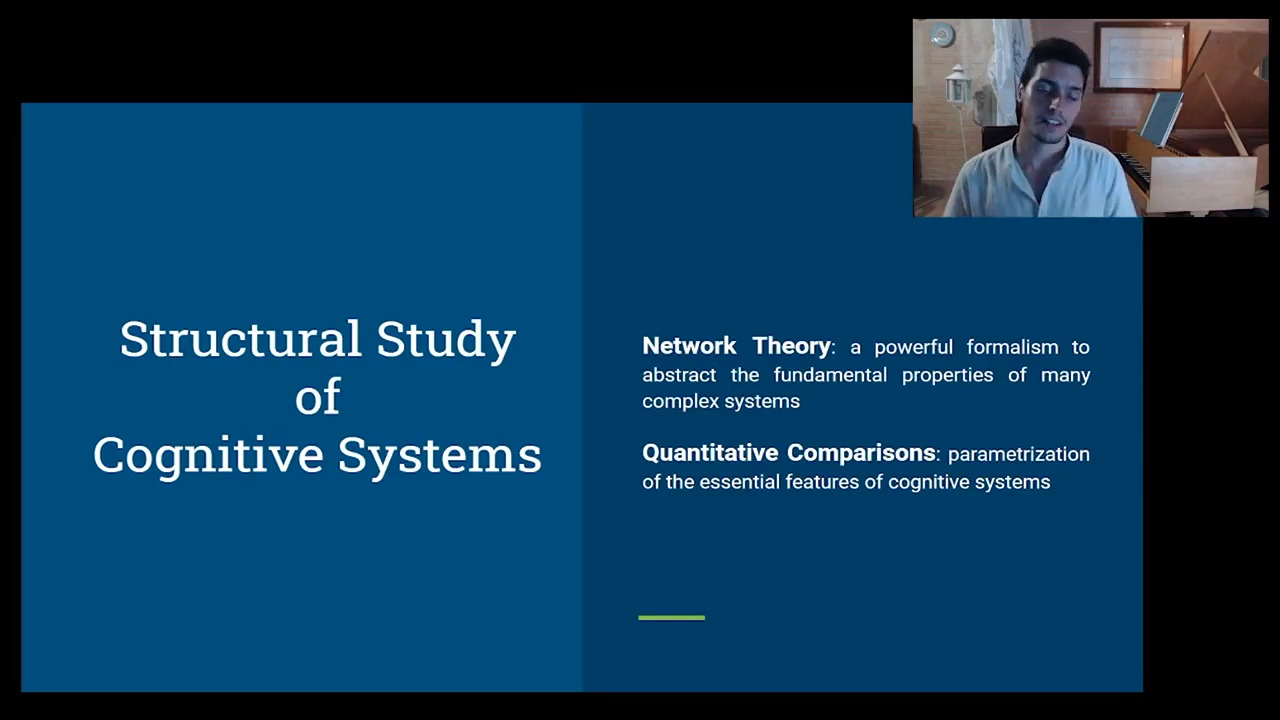 Structural Study
of
Cognitive Systems
Network Theory: a powerful formalism to
abstract the fundamental properties of many
complex systems
Quantitative Comparisons: parametrization
of the essential features of cognitive systems